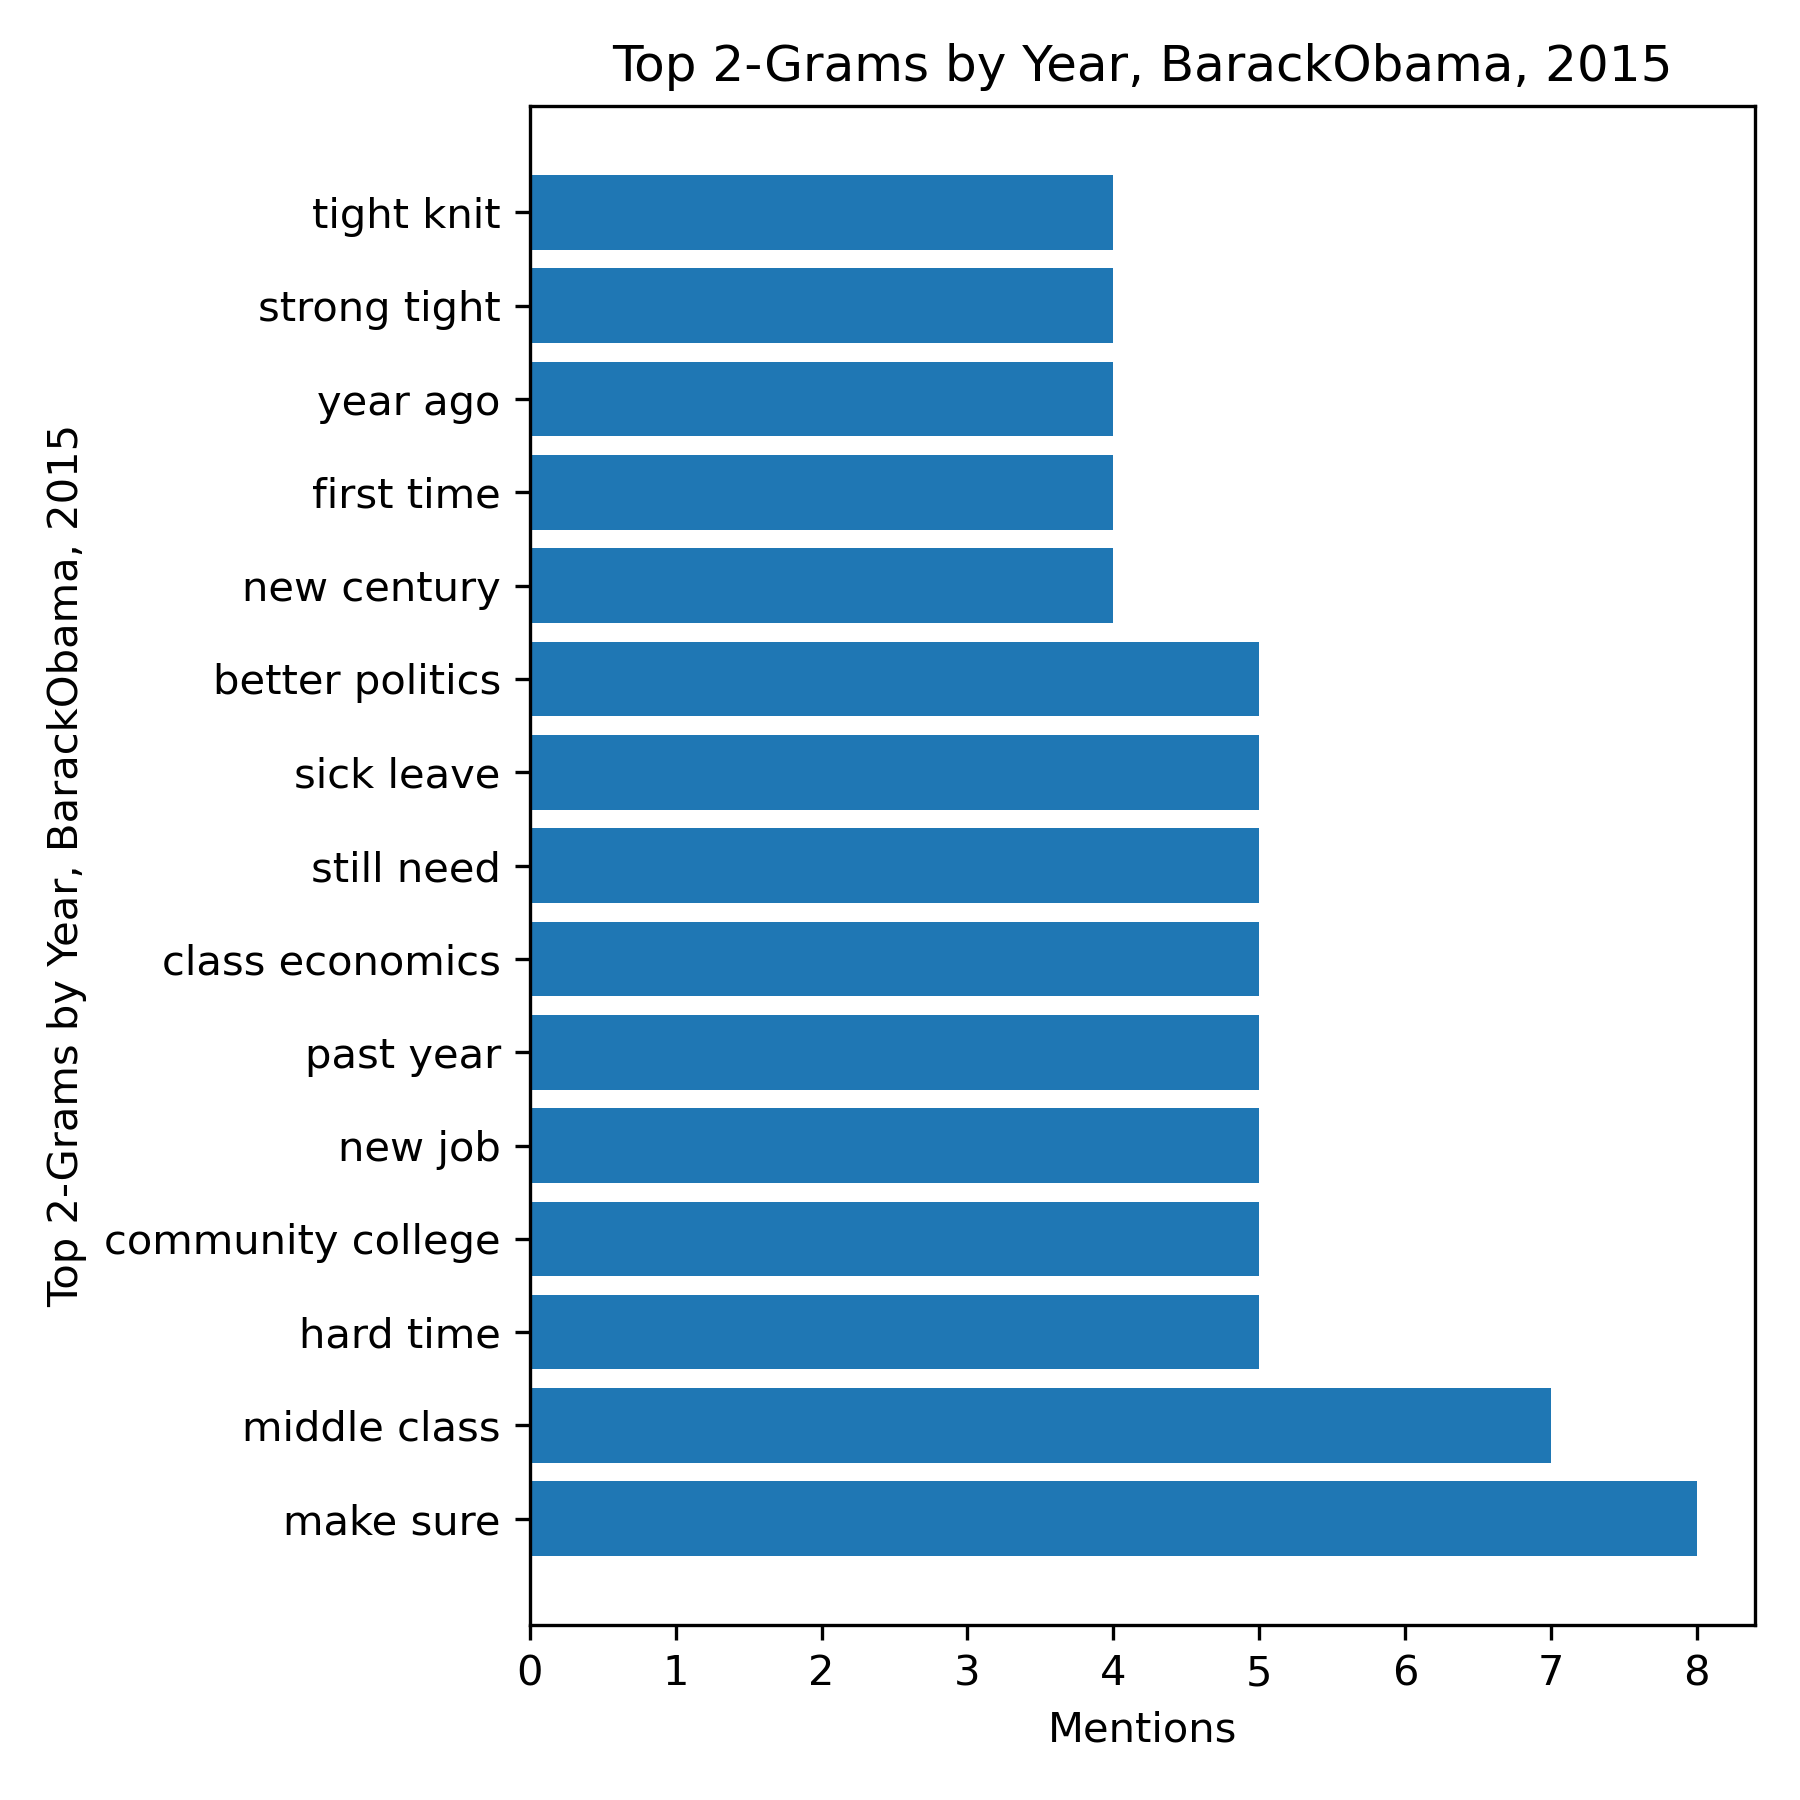 Top 2-Grams by Year, BarackObama, 2015
Top 2-Grams by Year, BarackObama, 2015
tight knit
strong tight
year ago
first time
new century
better politics
sick leave
still need
class economics
past year
new job
community college
hard time
middle class
make sure
0 1 2 3 4 5 6 7 8
Mentions